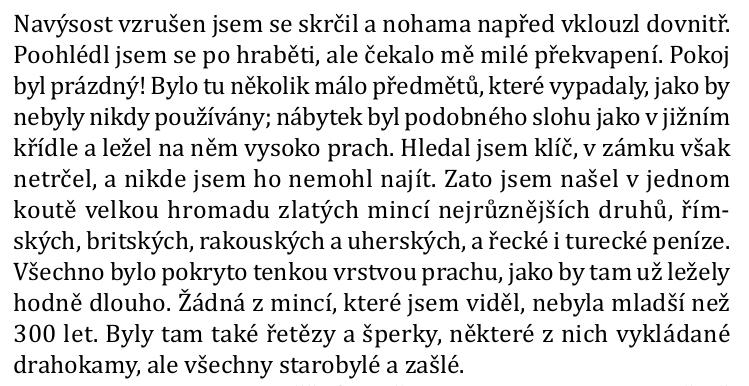 Navýsost vzrušen jsem se skrčil a nohama napřed vklouzl dovnitř.
Poohlédl jsem se po hraběti, ale čekalo mě milé překvapení. Pokoj
byl prázdný! Bylo tu několik málo předmětů, které vypadaly, jako by
nebyly nikdy používány; nábytek byl podobného slohu jako v jižním
křídle a ležel na něm vysoko prach. Hledal jsem klíč, v zámku však
netrčel, a nikde jsem ho nemohl najít. Zato jsem našel v jednom
koutě velkou hromadu zlatých mincí nejrůznějších druhů, řím-
ských, britských, rakouských a uherských, a řecké i turecké peníze.
Všechno bylo pokryto tenkou vrstvou prachu, jako by tam už ležely
hodně dlouho. Žádná z mincí, které jsem viděl, nebyla mladší než
300 let. Byly tam také řetězy a šperky, některé z nich vykládané
drahokamy, ale všechny starobylé a zašlé.